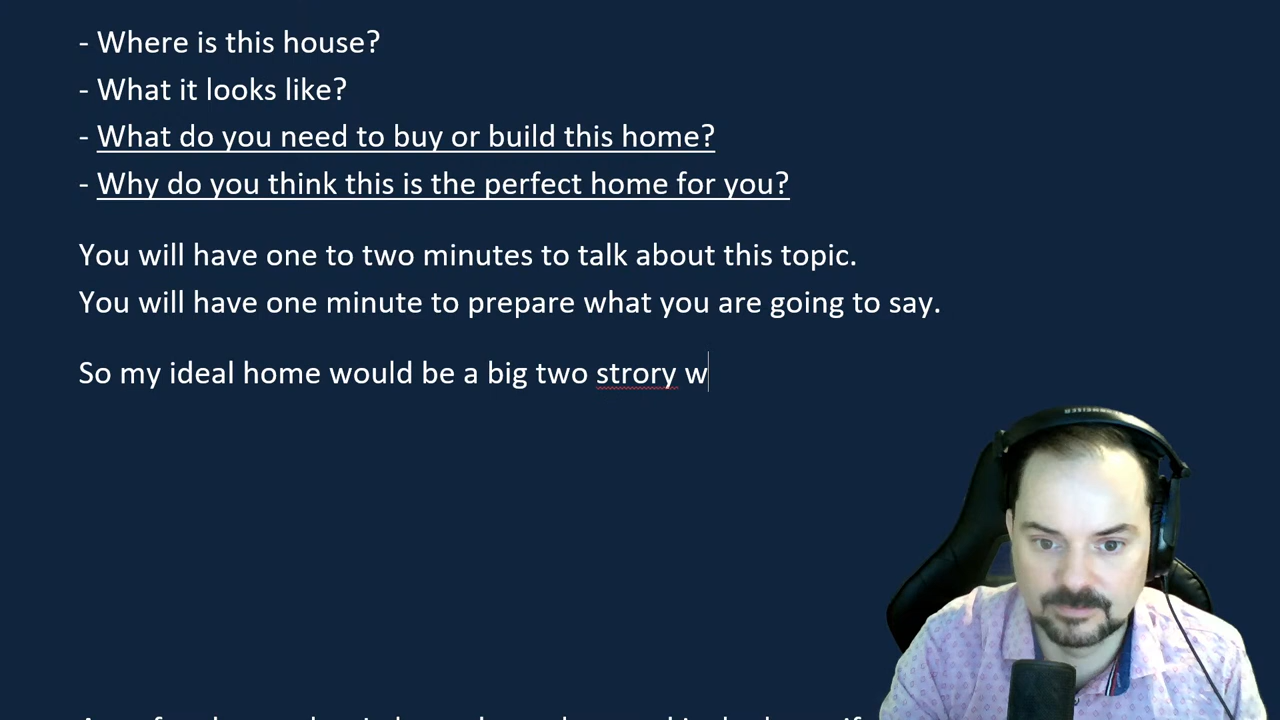 - Where is this house?
- What it looks like?
- What do you need to buy or build this home?
- Why do you think this is the perfect home for you?
You will have one to two minutes to talk about this topic.
You will have one minute to prepare what you are going to say.
So my ideal home would be a big two strory w